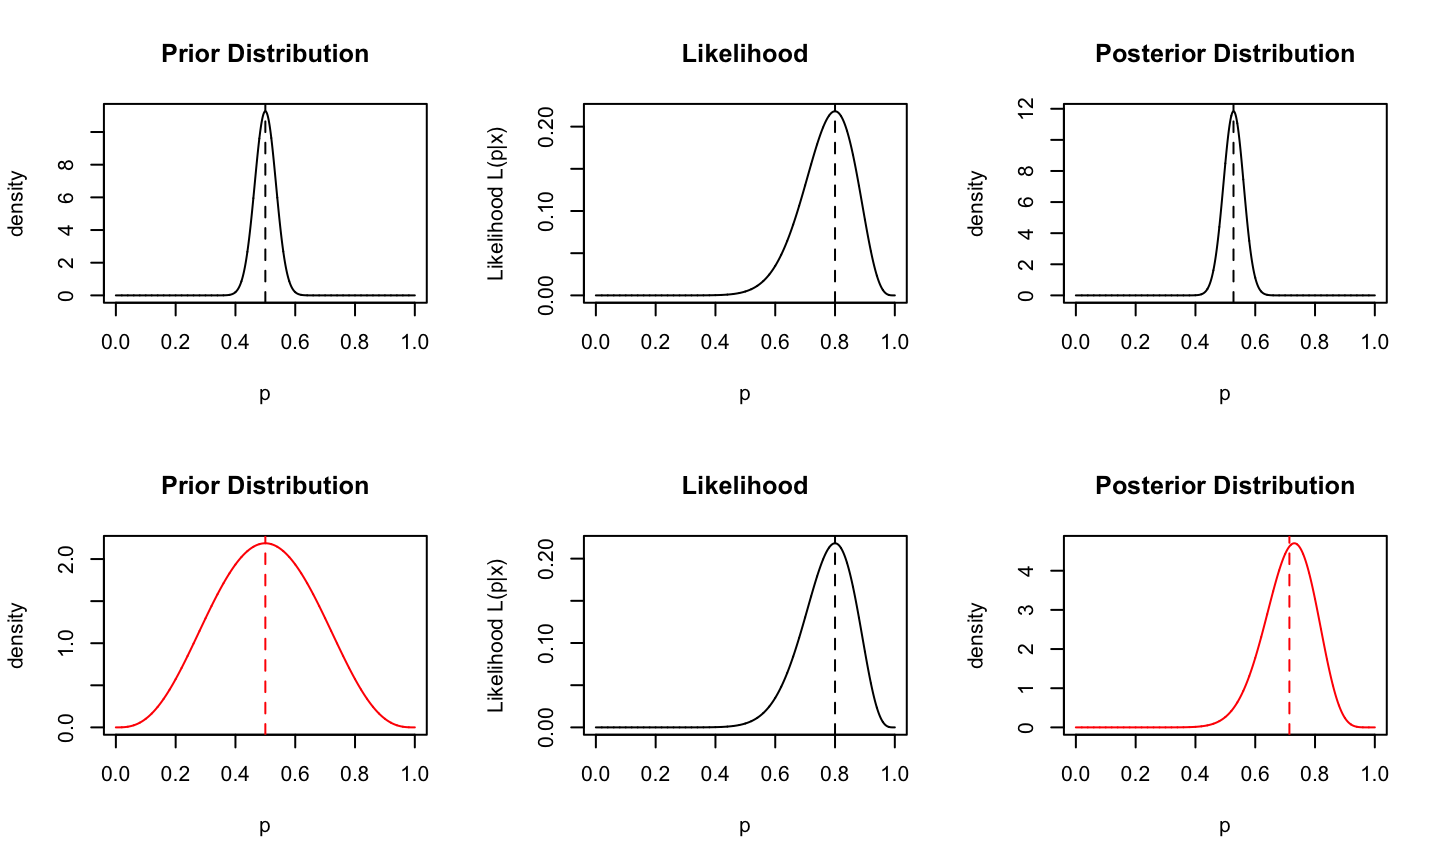 Prior Distribution
density
0 2 4 6 8
0.0 0.2 0.4 0.6 0.8 1.0
p
Likelihood
Likelihood L(p|x)
0.00 0.10 0.20
0.0 0.2 0.4 0.6 0.8 1.0
p
Posterior Distribution
density
0 2 4 6 8 12
0.0 0.2 0.4 0.6 0.8 1.0
p
Prior Distribution
density
0.0 1.0 2.0
0.0 0.2 0.4 0.6 0.8 1.0
p
Likelihood
Likelihood L(p|x)
0.00 0.10 0.20
0.0 0.2 0.4 0.6 0.8 1.0
p
Posterior Distribution
density
0 1 2 3 4
0.0 0.2 0.4 0.6 0.8 1.0
p